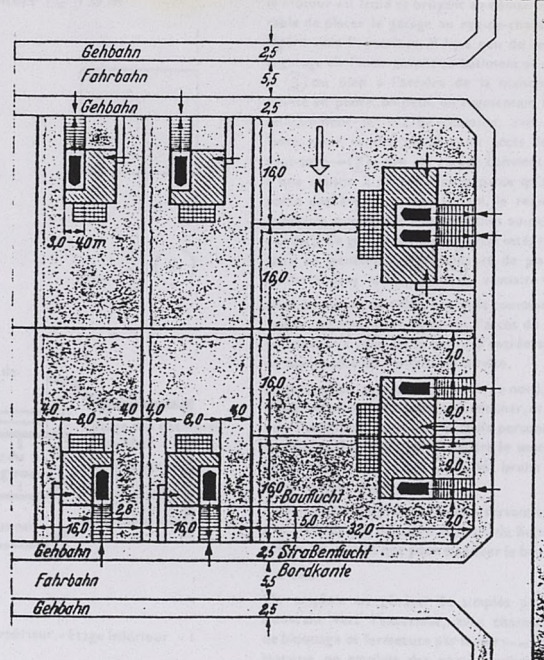 Gehbahn 2,5
Fahrbahn 5,5
Gehbahn 2,5
N
16,0
3,0–4,0m
16,0
7,0
16,0
4,0 8,0 4,0 4,0 8,0 4,0
9,0
9,0
16,0
Bauflucht
2,8
16,0 16,0 5,0 32,0
Gehbahn 2,5 Straßenflucht
Bordkante
Fahrbahn 5,5
Gehbahn 2,5